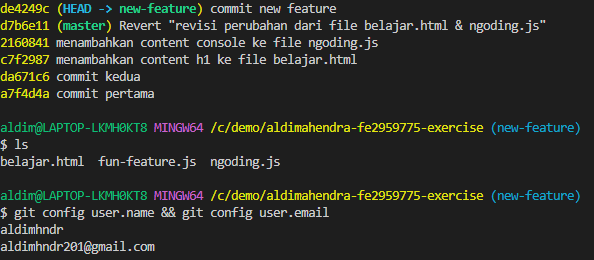 de4249c (HEAD -> new-feature) commit new feature
d7b6e11 (master) Revert "revisi perubahan dari file belajar.html & ngoding.js"
2160841 menambahkan content console ke file ngoding.js
c7f2987 menambahkan content h1 ke file belajar.html
da671c6 commit kedua
a7f4d4a commit pertama
aldim@LAPTOP-LKMH0KT8 MINGW64 /c/demo/aldimahendra-fe2959775-exercise (new-feature)
$ ls
belajar.html  fun-feature.js  ngoding.js
aldim@LAPTOP-LKMH0KT8 MINGW64 /c/demo/aldimahendra-fe2959775-exercise (new-feature)
$ git config user.name && git config user.email
aldimhndr
aldimhndr201@gmail.com